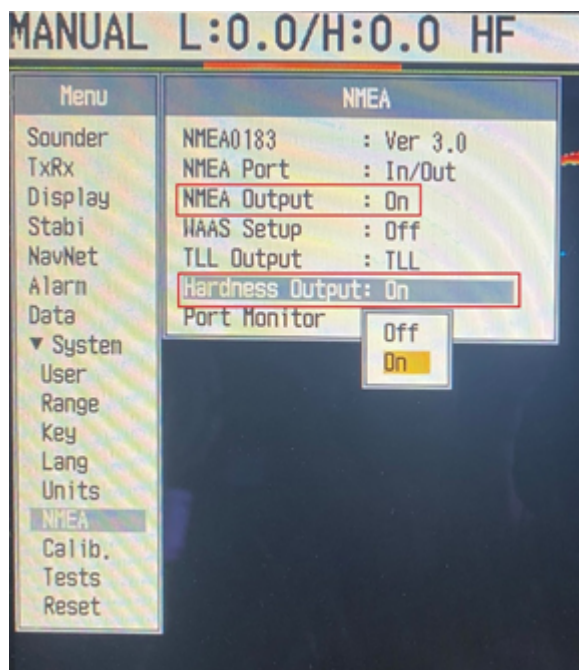 MANUAL L:0.0/H:0.0 HF
Menu
Sounder
TxRx
Display
Stabi
NavNet
Alarm
Data
▼ System
User
Range
Key
Lang
Units
NMEA
Calib.
Tests
Reset
NMEA
NMEA0183 : Ver 3.0
NMEA Port : In/Out
NMEA Output : On
WAAS Setup : Off
TLL Output : TLL
Hardness Output: On
Port Monitor
Off
On